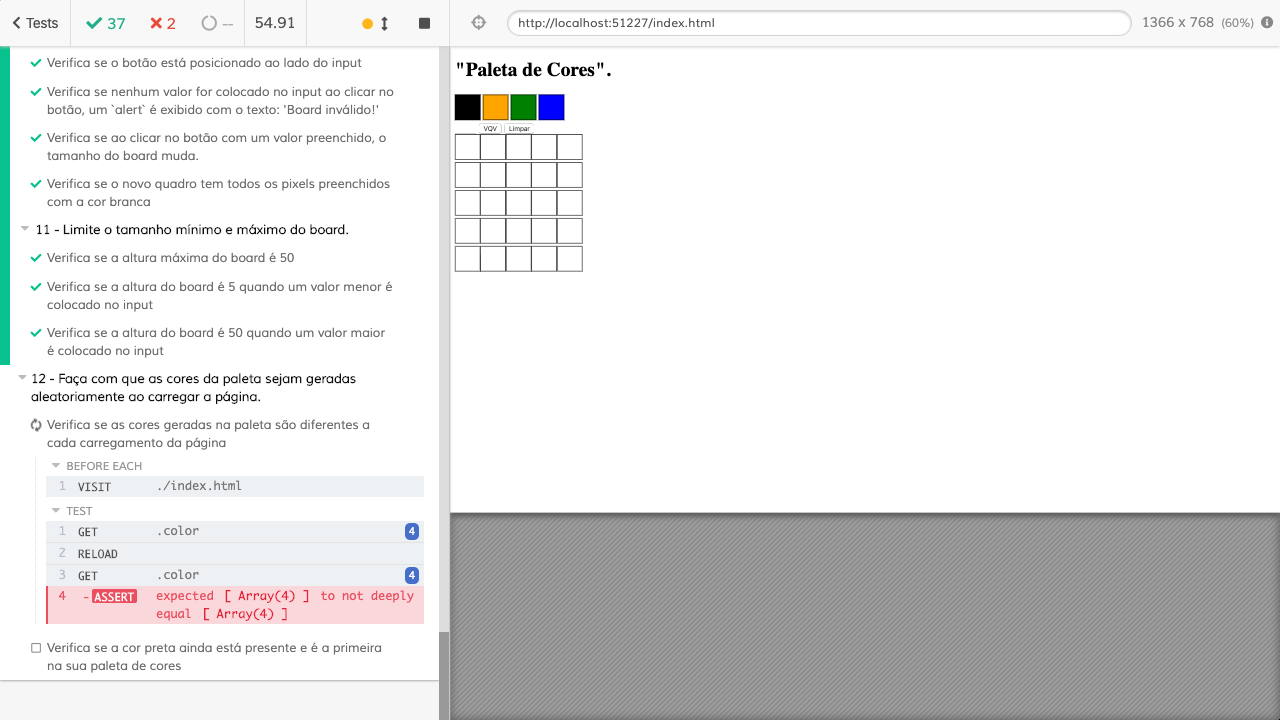 Tests
37
2
--
54.91
http://localhost:51227/index.html
1366 x 768 (60%)
Verifica se o botão está posicionado ao lado do input
Verifica se nenhum valor for colocado no input ao clicar no
botão, um `alert` é exibido com o texto: 'Board inválido!'
Verifica se ao clicar no botão com um valor preenchido, o
tamanho do board muda.
Verifica se o novo quadro tem todos os pixels preenchidos
com a cor branca
11 - Limite o tamanho mínimo e máximo do board.
Verifica se a altura máxima do board é 50
Verifica se a altura do board é 5 quando um valor menor é
colocado no input
Verifica se a altura do board é 50 quando um valor maior
é colocado no input
12 - Faça com que as cores da paleta sejam geradas
aleatoriamente ao carregar a página.
Verifica se as cores geradas na paleta são diferentes a
cada carregamento da página
BEFORE EACH
1 VISIT ./index.html
TEST
1 GET .color 4
2 RELOAD
3 GET .color 4
4 -ASSERT expected [ Array(4) ] to not deeply
equal [ Array(4) ]
Verifica se a cor preta ainda está presente e é a primeira
na sua paleta de cores
"Paleta de Cores".
VQV Limpar